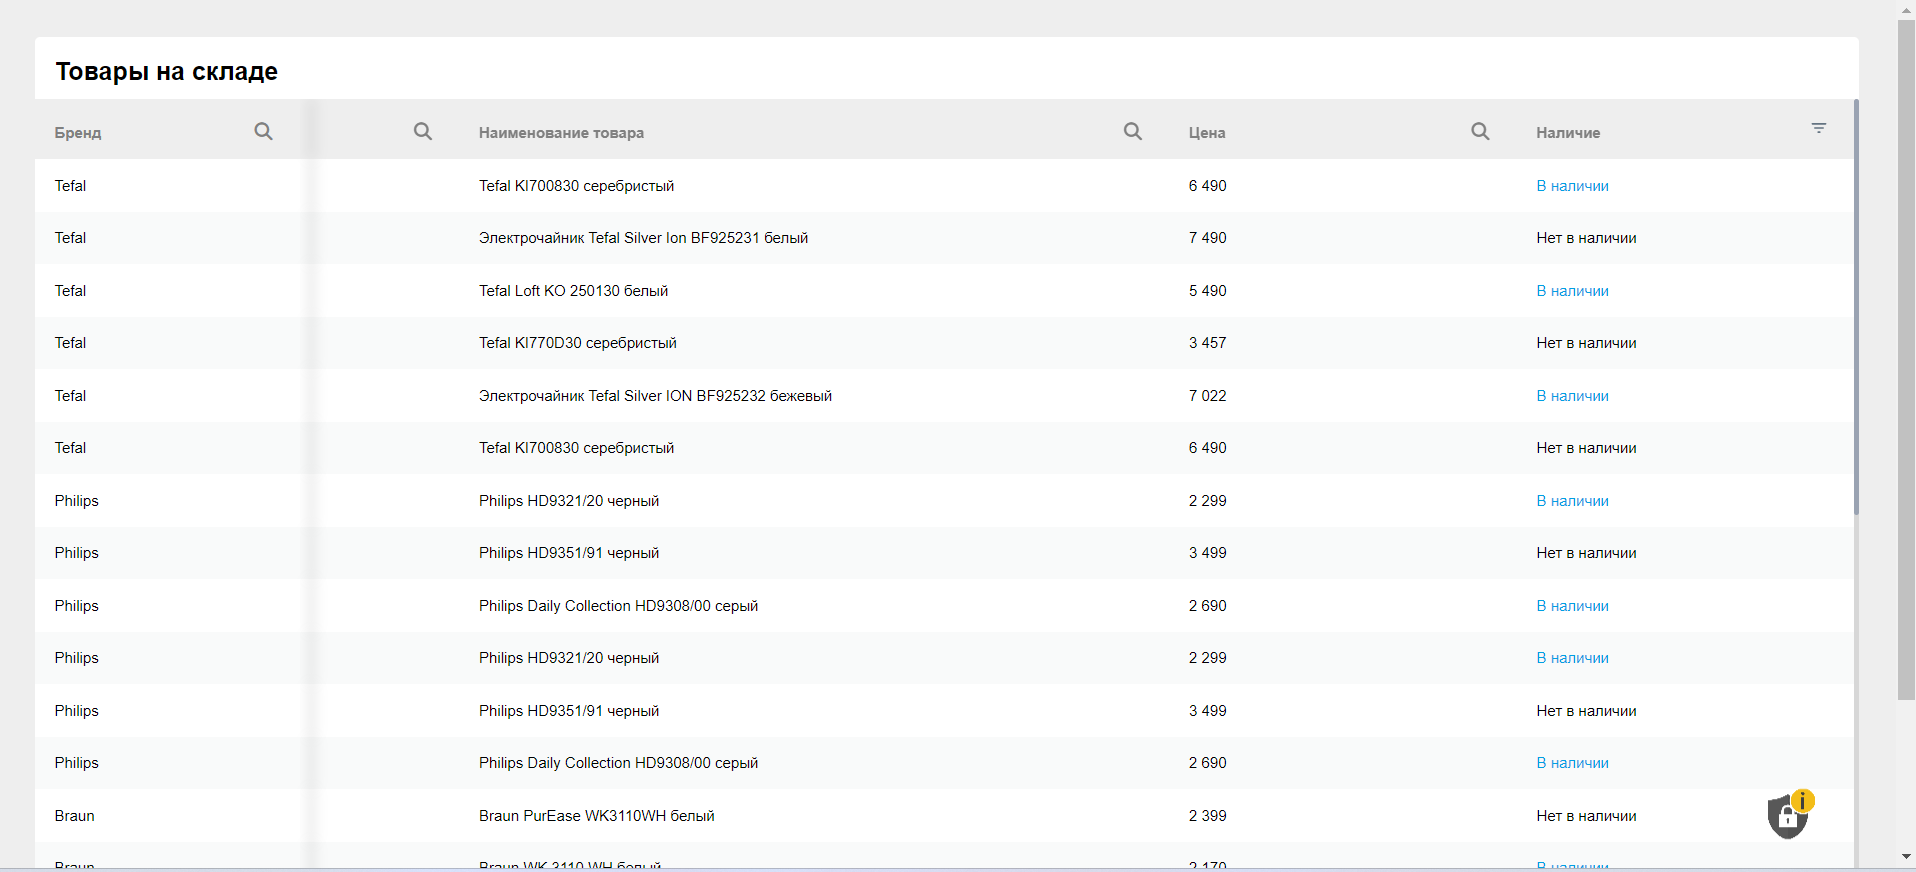 Товары на складе
Бренд Наименование товара Цена Наличие
Tefal Tefal KI700830 серебристый 6 490 В наличии
Tefal Электрочайник Tefal Silver Ion BF925231 белый 7 490 Нет в наличии
Tefal Tefal Loft KO 250130 белый 5 490 В наличии
Tefal Tefal KI770D30 серебристый 3 457 Нет в наличии
Tefal Электрочайник Tefal Silver ION BF925232 бежевый 7 022 В наличии
Tefal Tefal KI700830 серебристый 6 490 Нет в наличии
Philips Philips HD9321/20 черный 2 299 В наличии
Philips Philips HD9351/91 черный 3 499 Нет в наличии
Philips Philips Daily Collection HD9308/00 серый 2 690 В наличии
Philips Philips HD9321/20 черный 2 299 В наличии
Philips Philips HD9351/91 черный 3 499 Нет в наличии
Philips Philips Daily Collection HD9308/00 серый 2 690 В наличии
Braun Braun PurEase WK3110WH белый 2 399 Нет в наличии
Braun Braun WK 3110 WH белый 2 170 В наличии